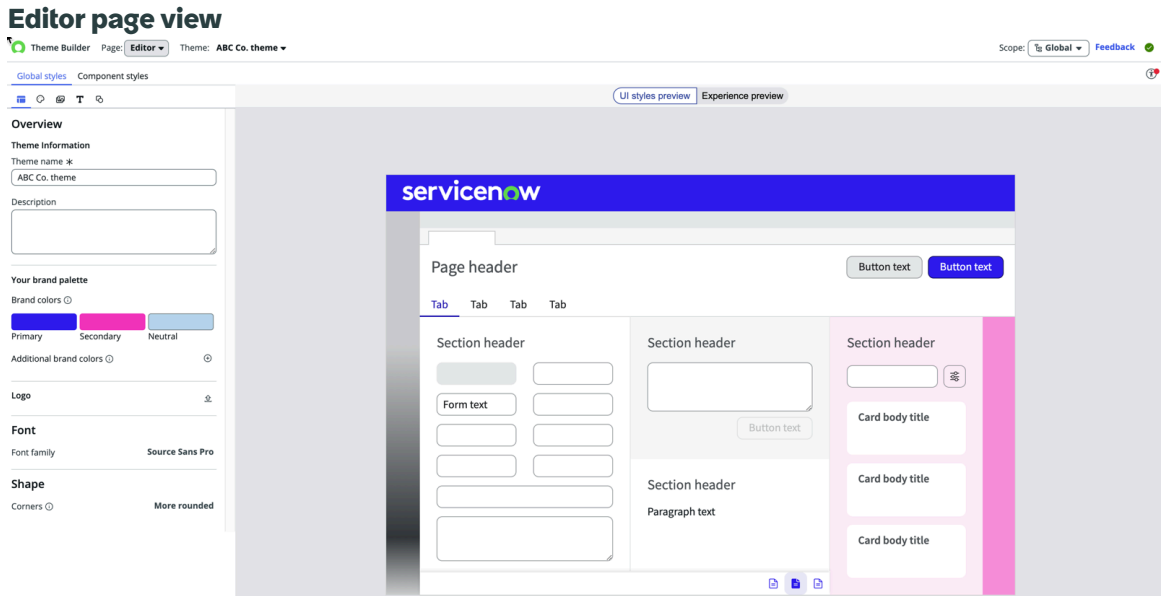 Editor page view
Theme Builder Page: Editor Theme: ABC Co. theme Scope: Global Feedback
Global styles Component styles
UI styles preview Experience preview
Overview
Theme Information
Theme name *
ABC Co. theme
Description
Your brand palette
Brand colors
Primary Secondary Neutral
Additional brand colors
Logo
Font
Font family Source Sans Pro
Shape
Corners More rounded
servicenow
Page header Button text Button text
Tab Tab Tab Tab
Section header Section header Section header
Form text
Card body title
Button text
Card body title
Section header
Paragraph text
Card body title